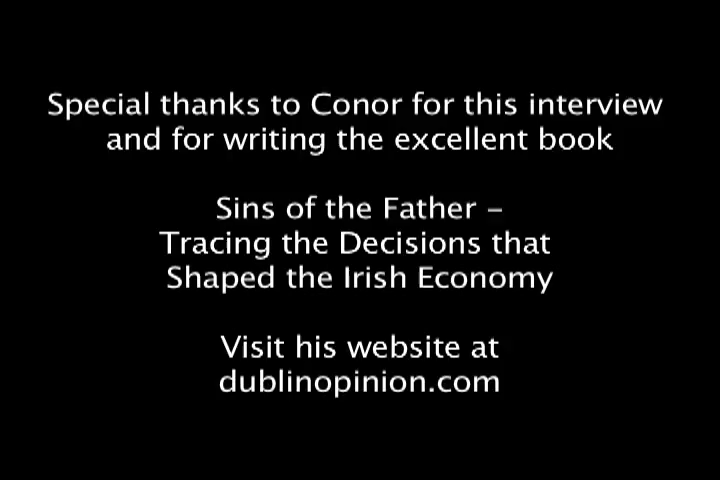 Special thanks to Conor for this interview
and for writing the excellent book
Sins of the Father –
Tracing the Decisions that
Shaped the Irish Economy
Visit his website at
dublinopinion.com